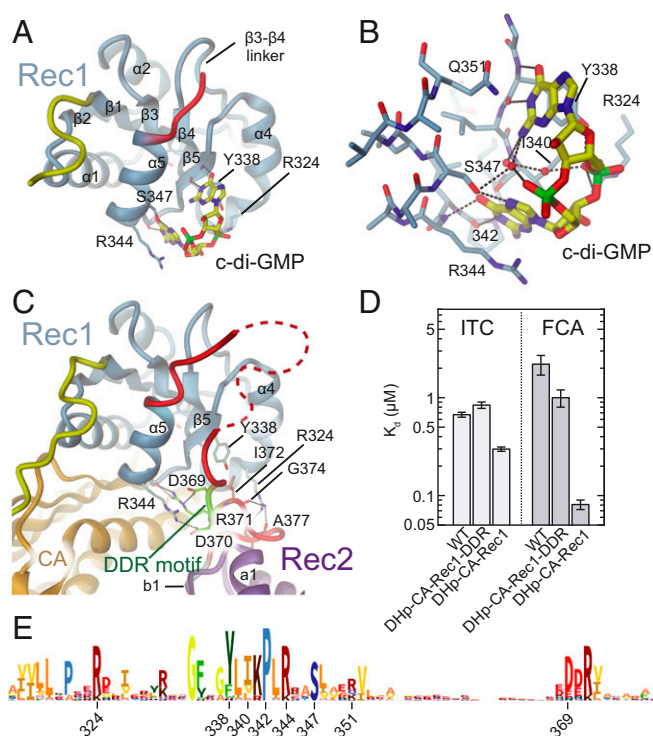 A
Rec1
β3-β4
linker
α2
β1
β2
β3
β4
α4
α1
α5
β5
Y338
R324
S347
R344
c-di-GMP
B
Q351
Y338
R324
I340
S347
342
R344
c-di-GMP
C
Rec1
α4
β5
α5
Y338
I372
R324
D369
G374
R344
R371
A377
CA
D370
DDR motif
Rec2
b1
a1
D
ITC FCA
5
1
0.5
0.1
0.05
Kd (µM)
WT
DHp-CA-Rec1-DDR
DHp-CA-Rec1
WT
DHp-CA-Rec1-DDR
DHp-CA-Rec1
E
324
338
340
342
344
347
351
369